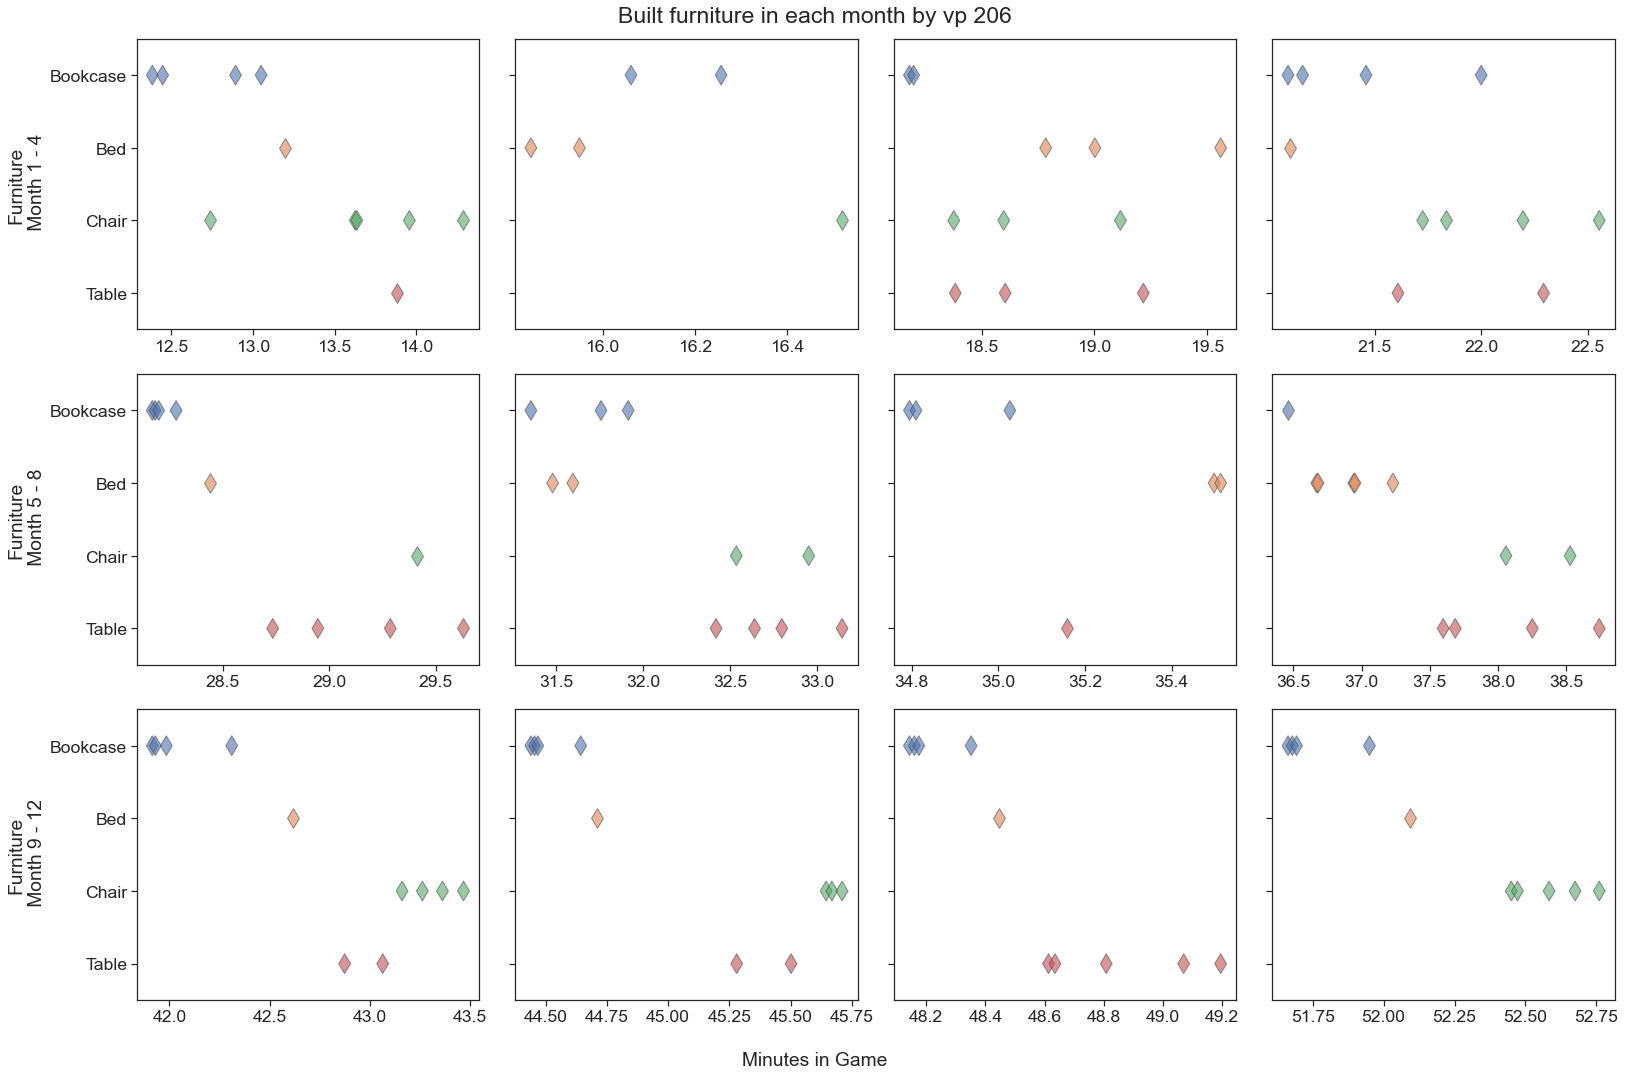 Built furniture in each month by vp 206
Furniture
Month 1 - 4
Bookcase
Bed
Chair
Table
12.5 13.0 13.5 14.0
16.0 16.2 16.4
18.5 19.0 19.5
21.5 22.0 22.5
Furniture
Month 5 - 8
Bookcase
Bed
Chair
Table
28.5 29.0 29.5
31.5 32.0 32.5 33.0
34.8 35.0 35.2 35.4
36.5 37.0 37.5 38.0 38.5
Furniture
Month 9 - 12
Bookcase
Bed
Chair
Table
42.0 42.5 43.0 43.5
44.50 44.75 45.00 45.25 45.50 45.75
48.2 48.4 48.6 48.8 49.0 49.2
51.75 52.00 52.25 52.50 52.75
Minutes in Game